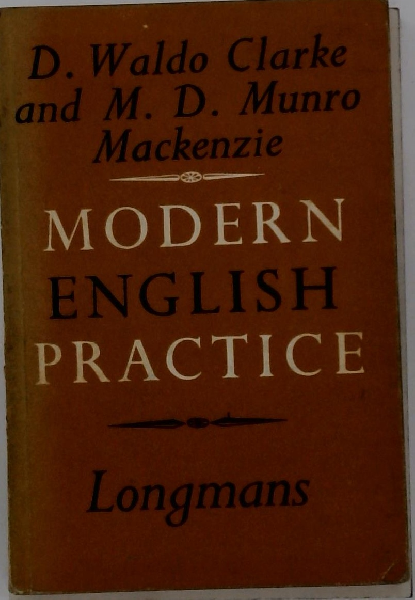 D. Waldo Clarke
and M. D. Munro
Mackenzie
MODERN
ENGLISH
PRACTICE
Longmans